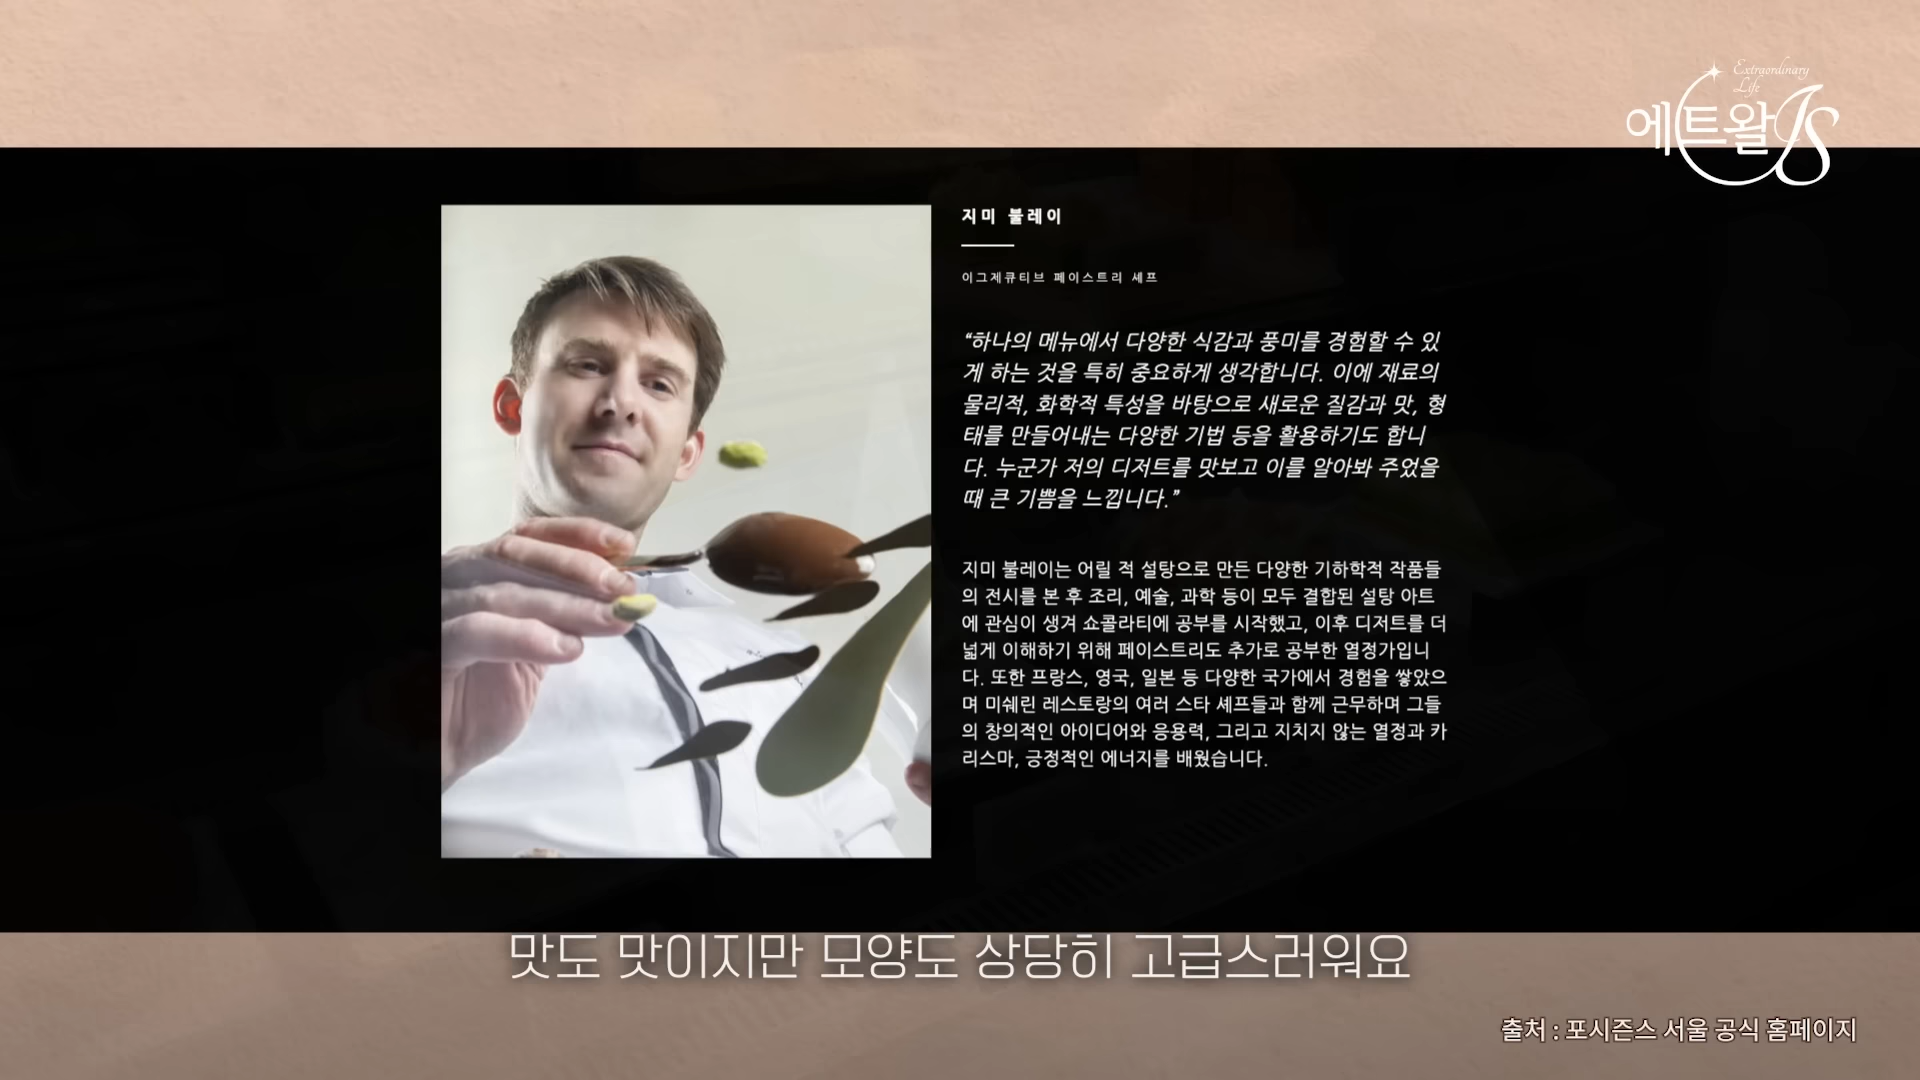 Extraordinary
Life
에트왈JS
지미 불레이
이그제큐티브 페이스트리 셰프
“하나의 메뉴에서 다양한 식감과 풍미를 경험할 수 있
게 하는 것을 특히 중요하게 생각합니다. 이에 재료의
물리적, 화학적 특성을 바탕으로 새로운 질감과 맛, 형
태를 만들어내는 다양한 기법 등을 활용하기도 합니
다. 누군가 저의 디저트를 맛보고 이를 알아봐 주었을
때 큰 기쁨을 느낍니다.”
지미 불레이는 어릴 적 설탕으로 만든 다양한 기하학적 작품들
의 전시를 본 후 조리, 예술, 과학 등이 모두 결합된 설탕 아트
에 관심이 생겨 쇼콜라티에 공부를 시작했고, 이후 디저트를 더
넓게 이해하기 위해 페이스트리도 추가로 공부한 열정가입니
다. 또한 프랑스, 영국, 일본 등 다양한 국가에서 경험을 쌓았으
며 미쉐린 레스토랑의 여러 스타 셰프들과 함께 근무하며 그들
의 창의적인 아이디어와 응용력, 그리고 지치지 않는 열정과 카
리스마, 긍정적인 에너지를 배웠습니다.
맛도 맛이지만 모양도 상당히 고급스러워요
출처 : 포시즌스 서울 공식 홈페이지